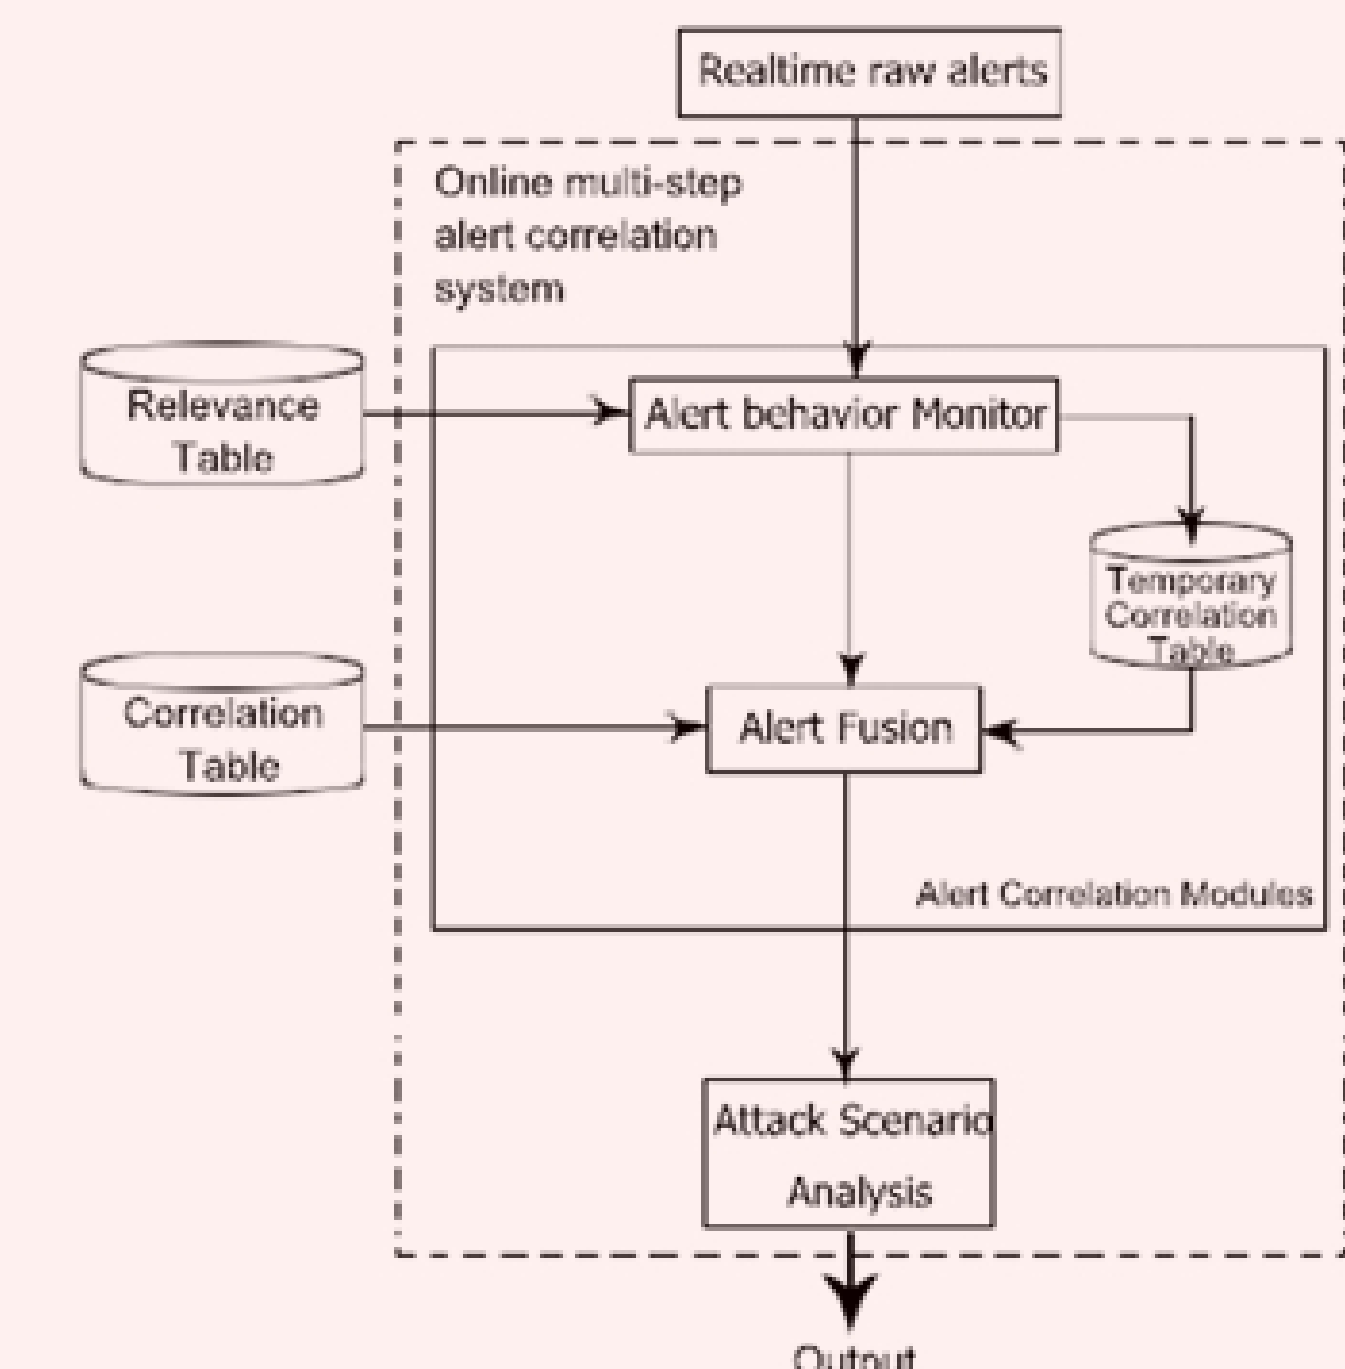 Realtime raw alerts
Online multi-step
alert correlation
system
Relevance
Table
Alert behavior Monitor
Temporary
Correlation
Table
Correlation
Table
Alert Fusion
Alert Correlation Modules
Attack Scenario
Analysis
Output